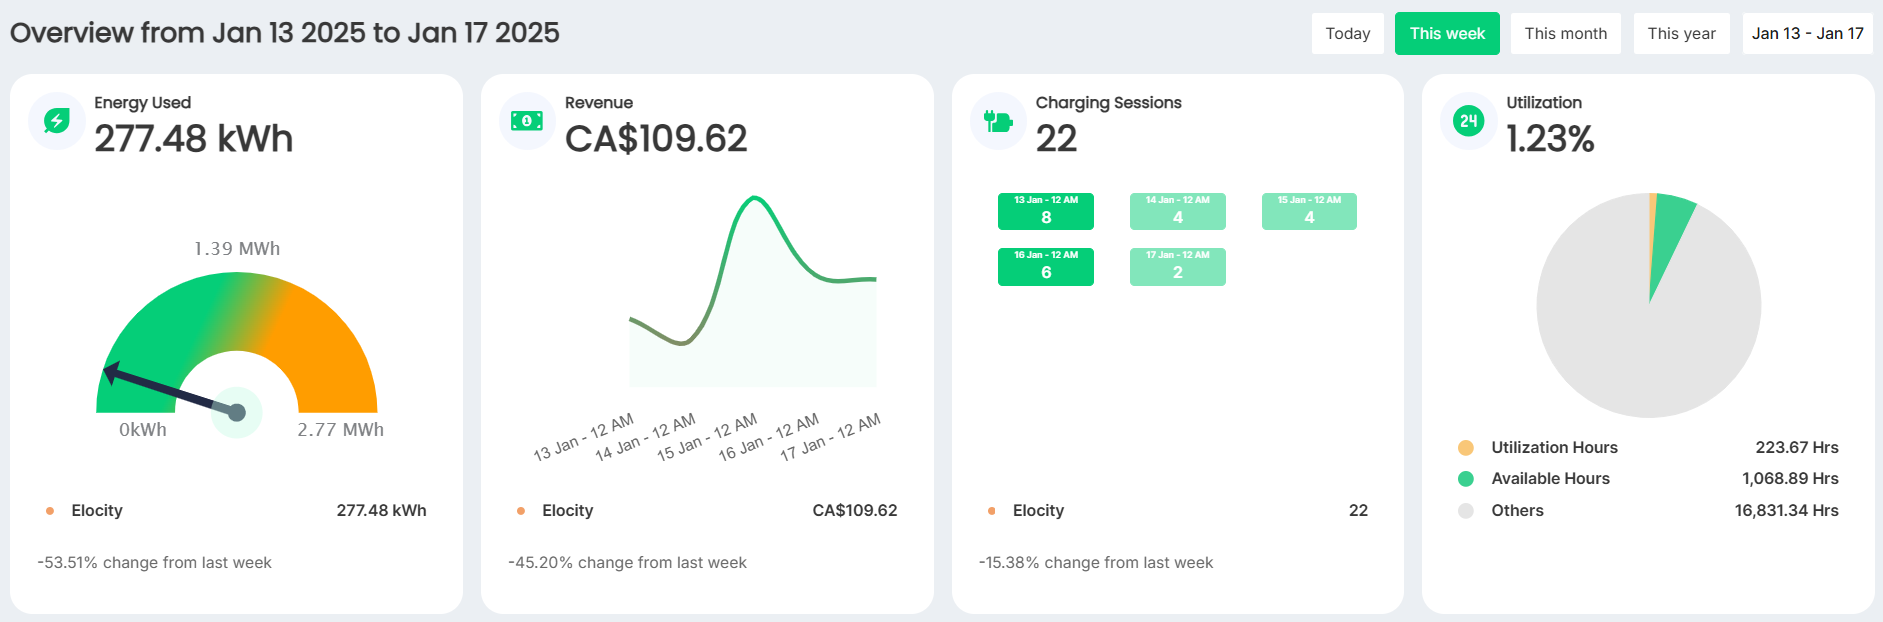 Overview from Jan 13 2025 to Jan 17 2025
Today
This week
This month
This year
Jan 13 - Jan 17
Energy Used
277.48 kWh
1.39 MWh
0kWh
2.77 MWh
Elocity
277.48 kWh
-53.51% change from last week
Revenue
CA$109.62
13 Jan - 12 AM
14 Jan - 12 AM
15 Jan - 12 AM
16 Jan - 12 AM
17 Jan - 12 AM
Elocity
CA$109.62
-45.20% change from last week
Charging Sessions
22
13 Jan - 12 AM
8
14 Jan - 12 AM
4
15 Jan - 12 AM
4
16 Jan - 12 AM
6
17 Jan - 12 AM
2
Elocity
22
-15.38% change from last week
24
Utilization
1.23%
Utilization Hours
223.67 Hrs
Available Hours
1,068.89 Hrs
Others
16,831.34 Hrs